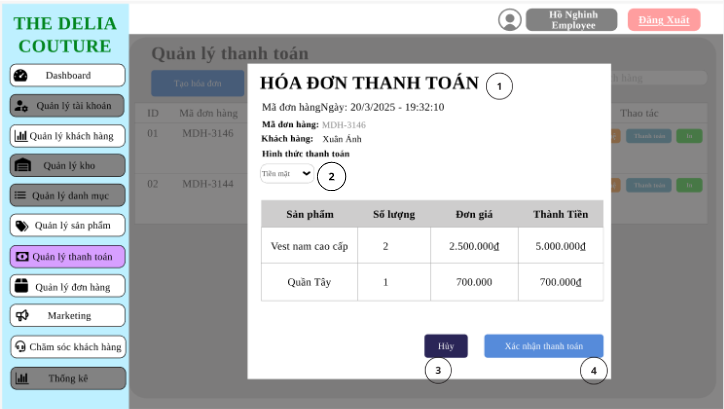 THE DELIA
COUTURE
Dashboard
Quản lý tài khoản
Quản lý khách hàng
Quản lý kho
Quản lý danh mục
Quản lý sản phẩm
Quản lý thanh toán
Quản lý đơn hàng
Marketing
Chăm sóc khách hàng
Thống kê
Hồ Nghinh
Employee
Đăng Xuất
Quản lý thanh toán
Tạo hóa đơn
hàng
ID Mã đơn hàng Thao tác
01 MDH-3146 Thanh toán In
02 MDH-3144 Thanh toán In
HÓA ĐƠN THANH TOÁN 1
Mã đơn hàngNgày: 20/3/2025 - 19:32:10
Mã đơn hàng: MDH-3146
Khách hàng: Xuân Ánh
Hình thức thanh toán
Tiền mặt 2
Sản phẩm Số lượng Đơn giá Thành Tiền
Vest nam cao cấp 2 2.500.000₫ 5.000.000₫
Quần Tây 1 700.000 700.000₫
Hủy Xác nhận thanh toán
3 4